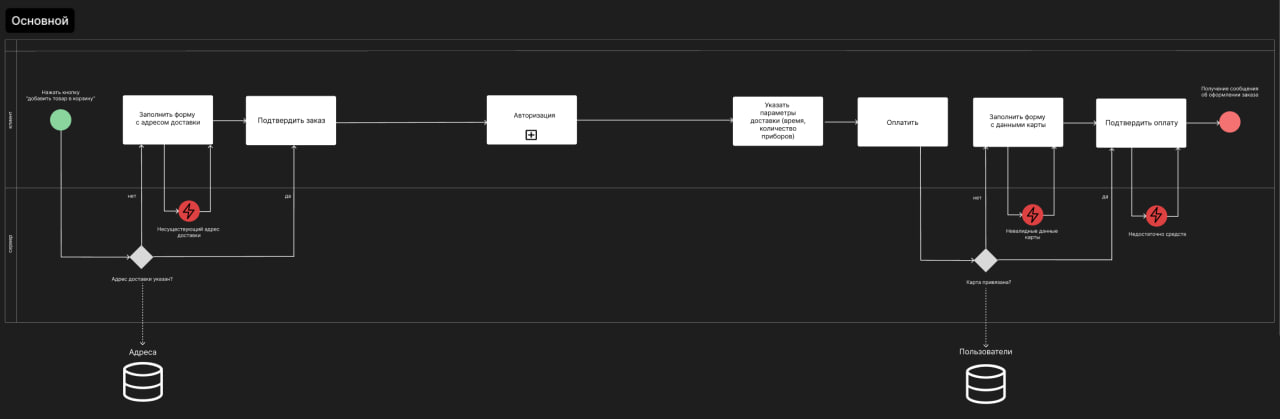 Основной
Нажать кнопку
"добавить товар в корзину"
клиент
Заполнить форму
с адресом доставки
Подтвердить заказ
Авторизация
Указать
параметры
доставки (время,
количество
приборов)
Оплатить
Заполнить форму
с данными карты
Подтвердить оплату
Получение сообщения
об оформлении заказа
нет
да
нет
да
Несуществующий адрес
доставки
Невалидные данные
карты
Недостаточно средств
сервер
Адрес доставки указан?
Карта привязана?
Адреса
Пользователи